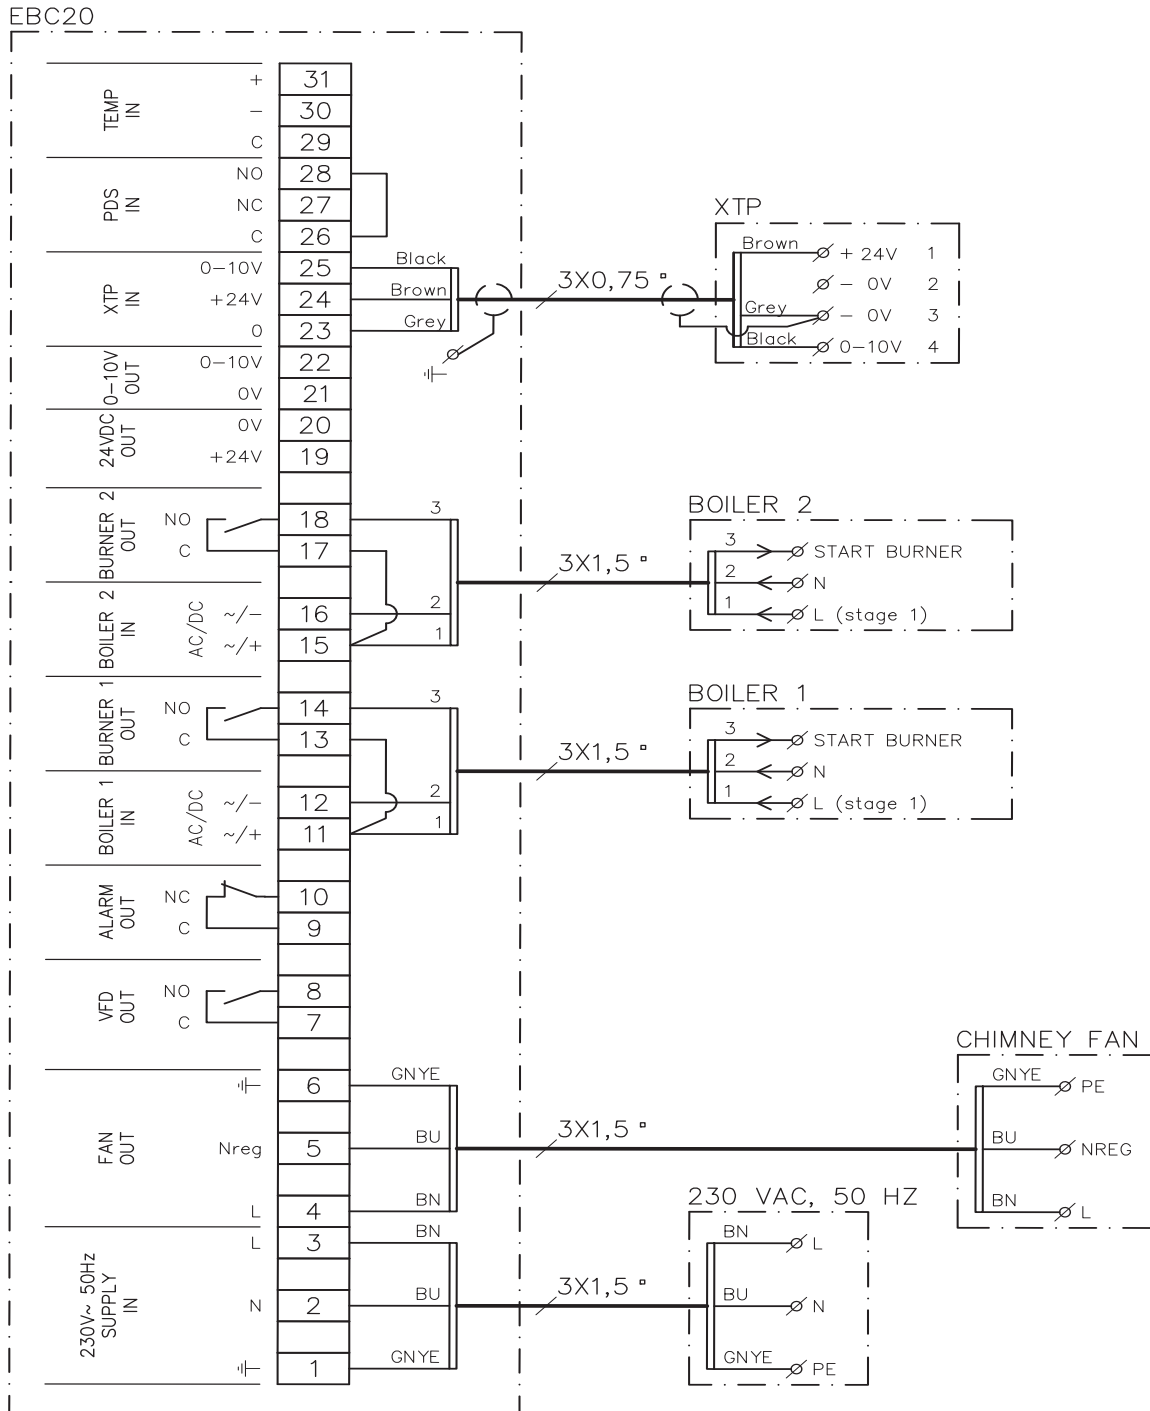 EBC20
TEMP IN
+ 31
− 30
C 29
PDS IN
NO 28
NC 27
C 26
XTP IN
0−10V 25 Black
+24V 24 Brown
0 23 Grey
3X0,75 ▫
XTP
Brown + 24V 1
− 0V 2
Grey − 0V 3
Black 0−10V 4
0−10V OUT
0−10V 22
0V 21
24VDC OUT
0V 20
+24V 19
BURNER 2 OUT
NO 18 3
C 17
BOILER 2 IN
AC/DC
~/− 16 2
~/+ 15 1
3X1,5 ▫
BOILER 2
3 START BURNER
2 N
1 L (stage 1)
BURNER 1 OUT
NO 14 3
C 13
BOILER 1 IN
AC/DC
~/− 12 2
~/+ 11 1
3X1,5 ▫
BOILER 1
3 START BURNER
2 N
1 L (stage 1)
ALARM OUT
NC 10
C 9
VFD OUT
NO 8
C 7
FAN OUT
6 GNYE
Nreg 5 BU
L 4 BN
3X1,5 ▫
CHIMNEY FAN
GNYE PE
BU NREG
BN L
230V~ 50Hz SUPPLY IN
L 3 BN
N 2 BU
1 GNYE
3X1,5 ▫
230 VAC, 50 HZ
BN L
BU N
GNYE PE